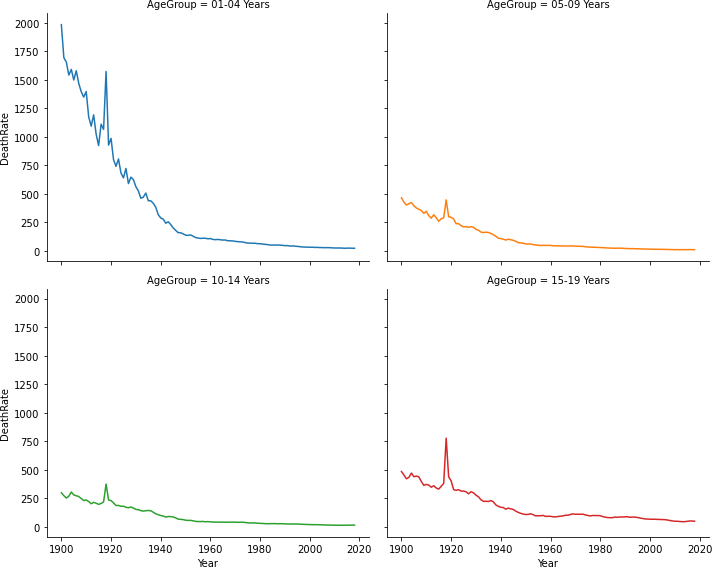 AgeGroup = 01-04 Years
AgeGroup = 05-09 Years
2000
1750
1500
1250
1000
750
500
250
0
DeathRate
AgeGroup = 10-14 Years
AgeGroup = 15-19 Years
2000
1750
1500
1250
1000
750
500
250
0
DeathRate
1900 1920 1940 1960 1980 2000 2020
Year
1900 1920 1940 1960 1980 2000 2020
Year